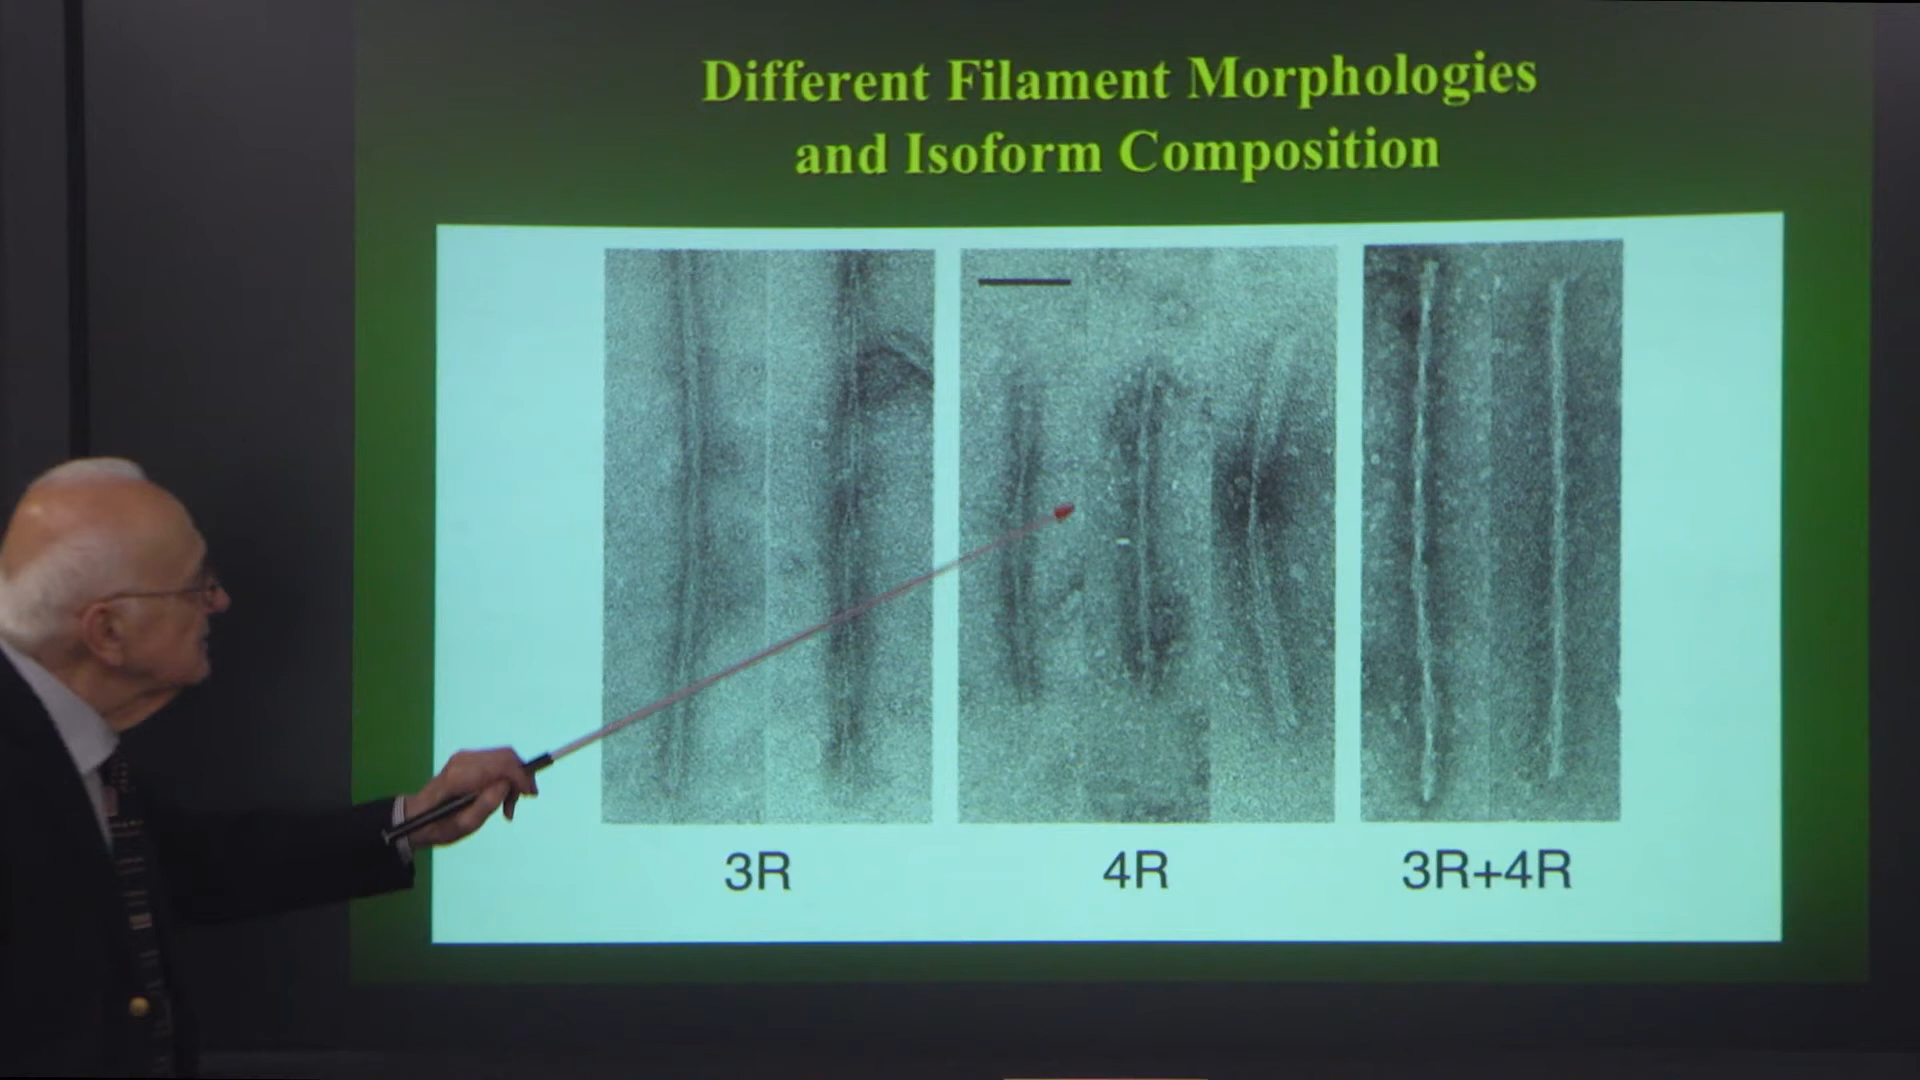 Different Filament Morphologies
and Isoform Composition
3R
4R
3R+4R